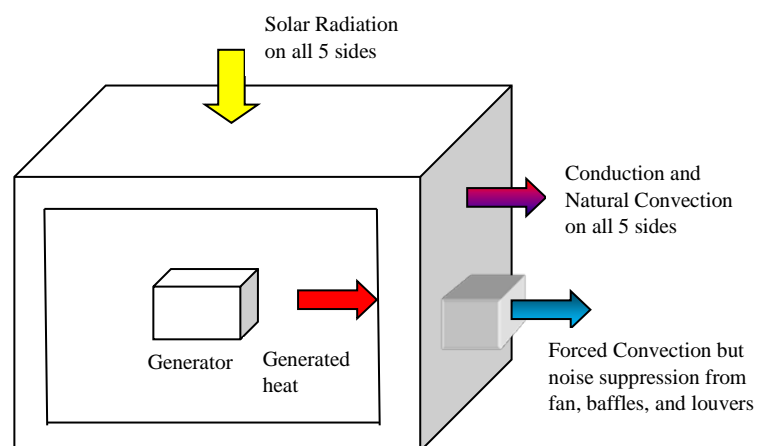 Solar Radiation
on all 5 sides
Conduction and
Natural Convection
on all 5 sides
Generator
Generated
heat
Forced Convection but
noise suppression from
fan, baffles, and louvers